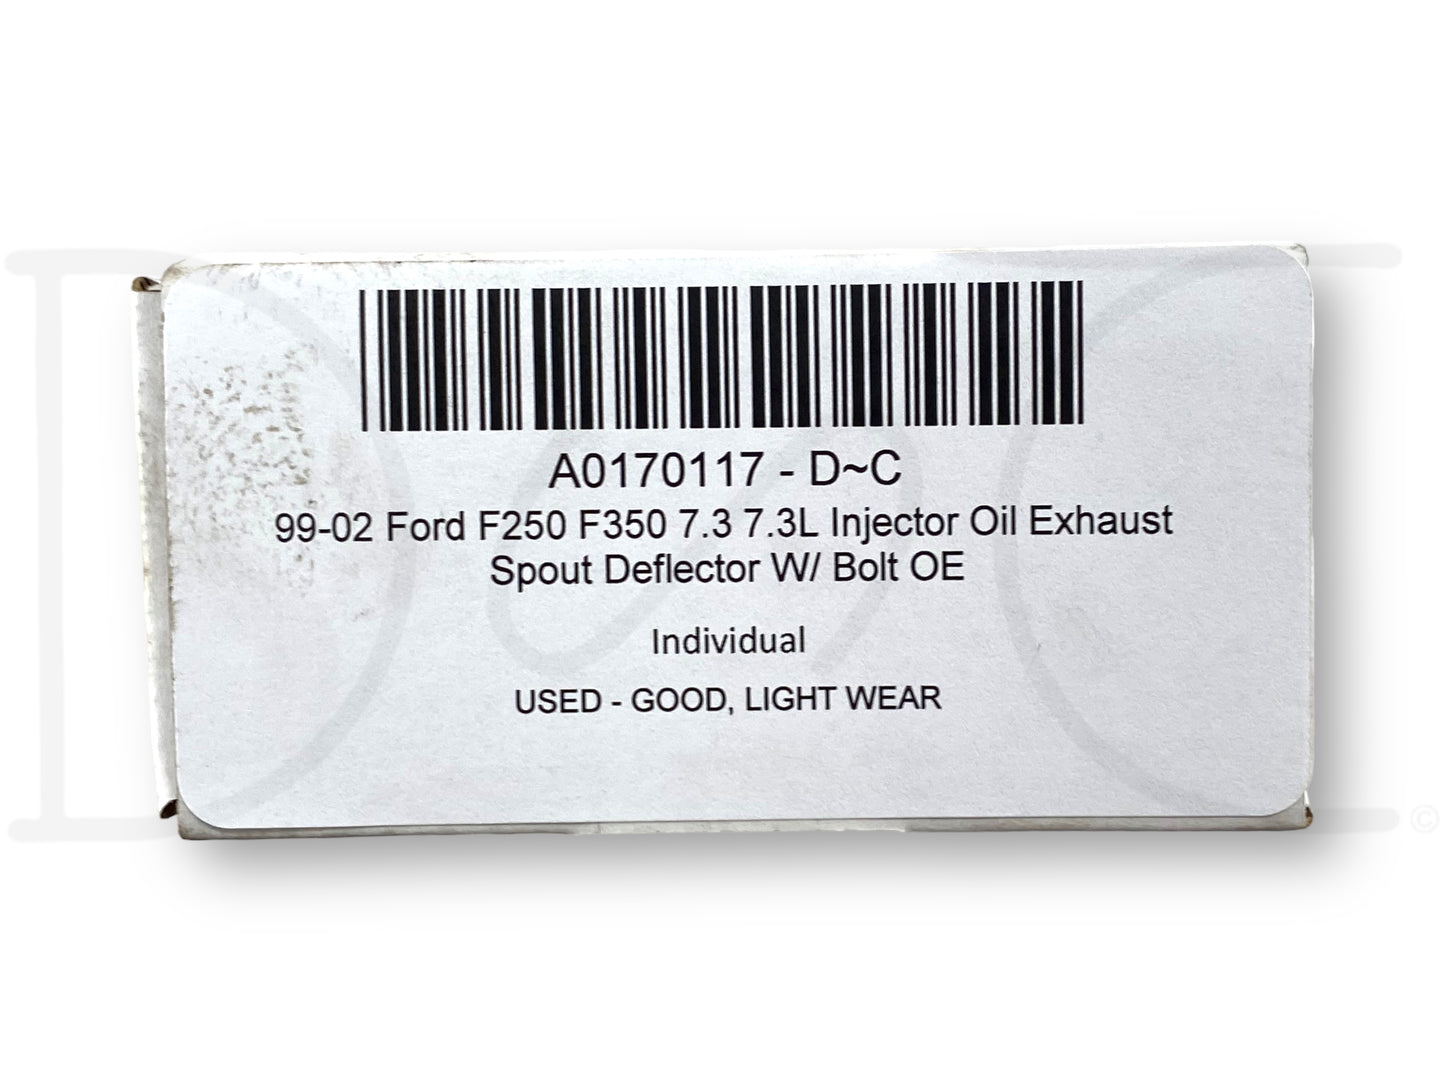 A0170117 - D~C
99-02 Ford F250 F350 7.3 7.3L Injector Oil Exhaust
Spout Deflector W/ Bolt OE
Individual
USED - GOOD, LIGHT WEAR
D~C
©